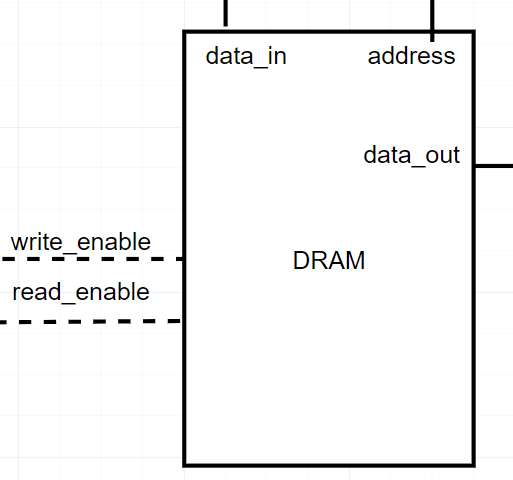 data_in
address
data_out
write_enable
read_enable
DRAM